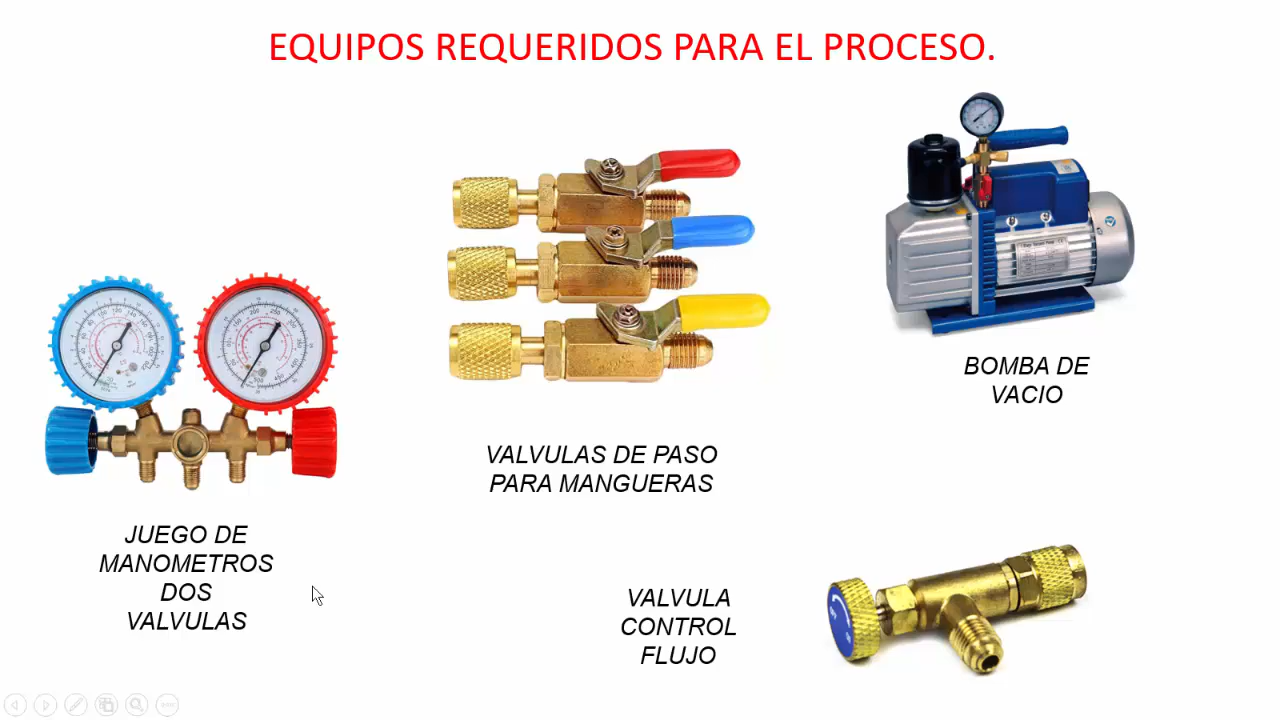 EQUIPOS REQUERIDOS PARA EL PROCESO.
BOMBA DE
VACIO
VALVULAS DE PASO
PARA MANGUERAS
JUEGO DE
MANOMETROS
DOS
VALVULAS
VALVULA
CONTROL
FLUJO